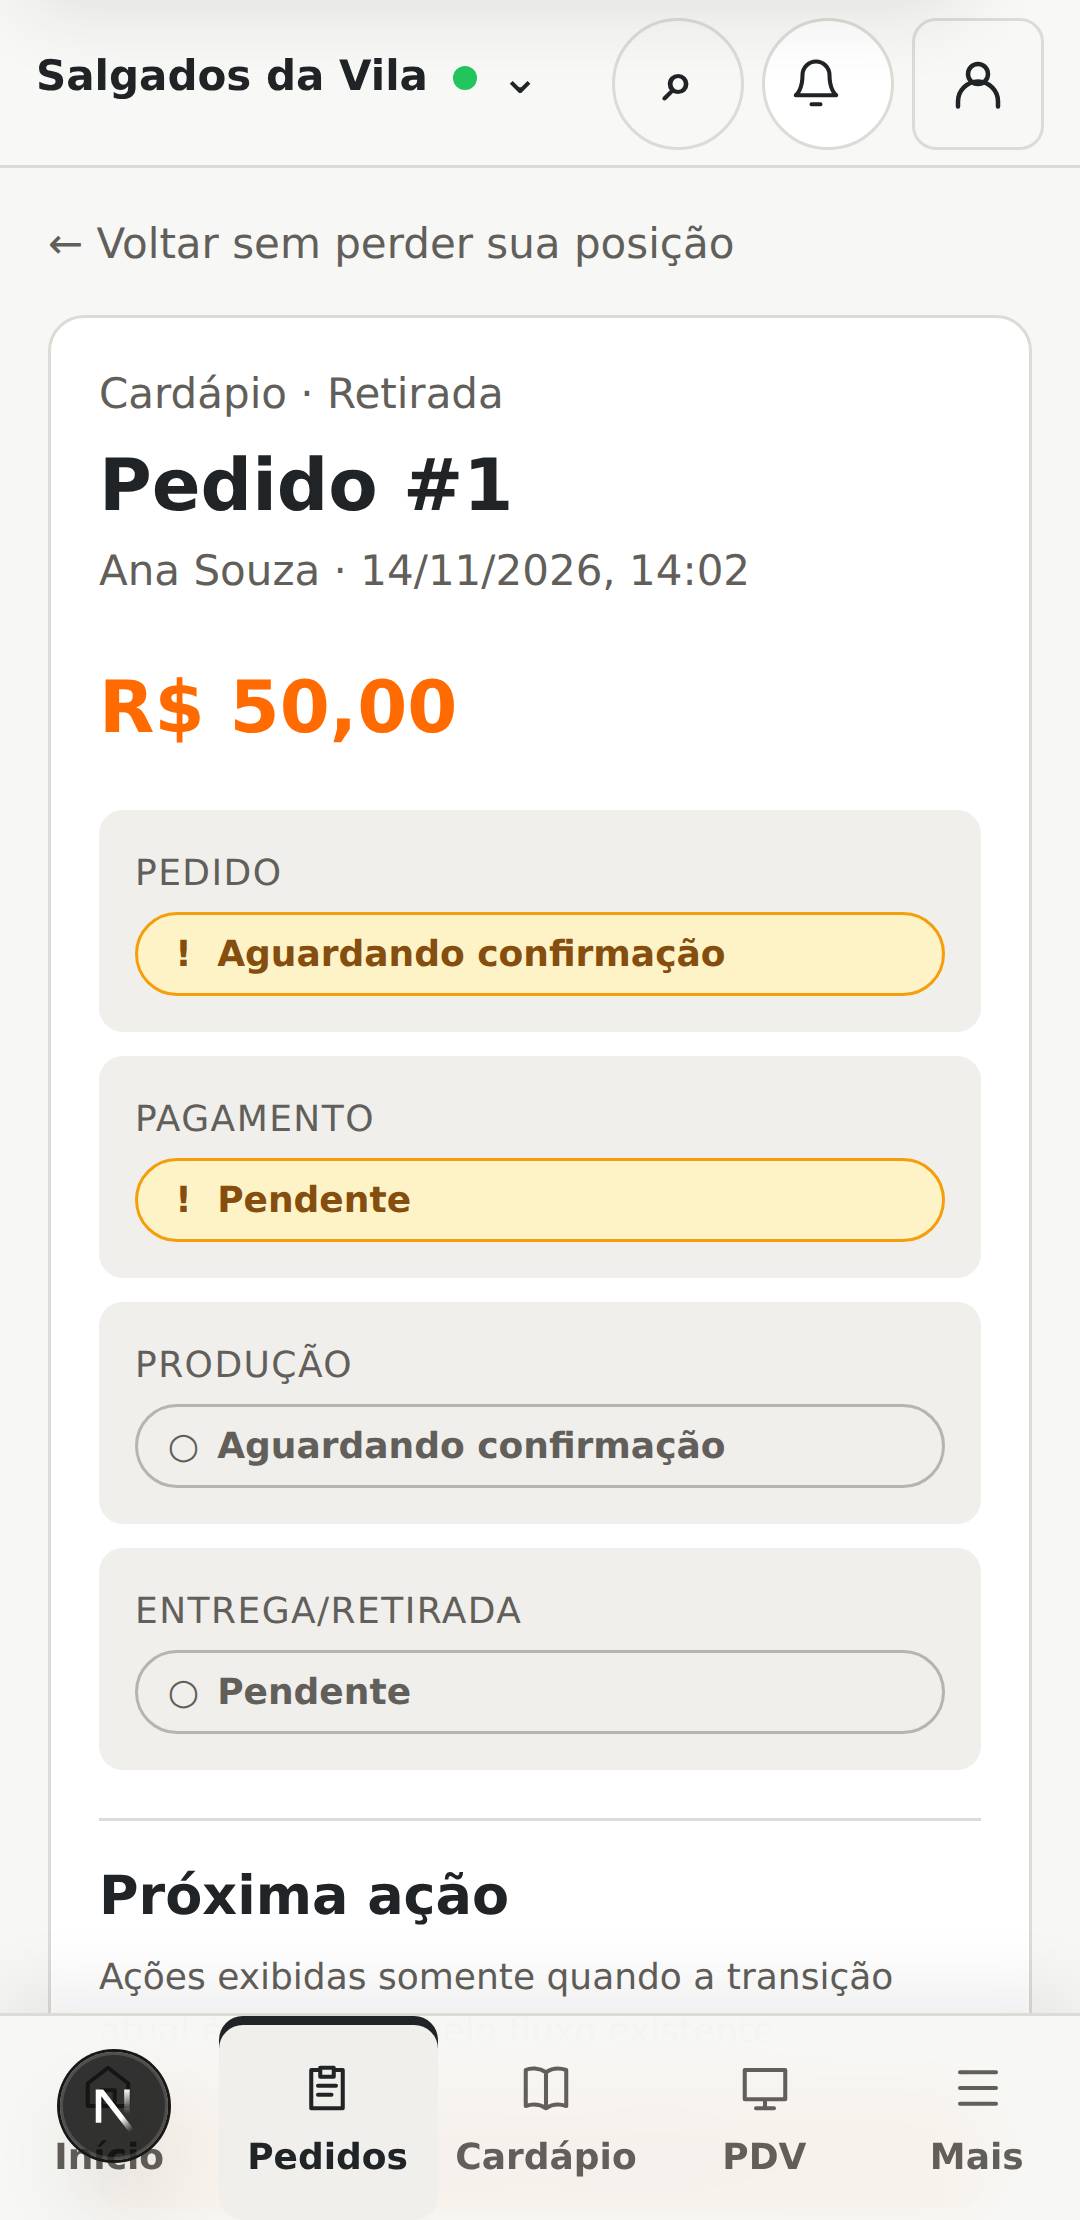 Salgados da Vila
← Voltar sem perder sua posição
Cardápio · Retirada
Pedido #1
Ana Souza · 14/11/2026, 14:02
R$ 50,00
PEDIDO
! Aguardando confirmação
PAGAMENTO
! Pendente
PRODUÇÃO
○ Aguardando confirmação
ENTREGA/RETIRADA
○ Pendente
Próxima ação
Ações exibidas somente quando a transição
N
Início
Pedidos
Cardápio
PDV
Mais